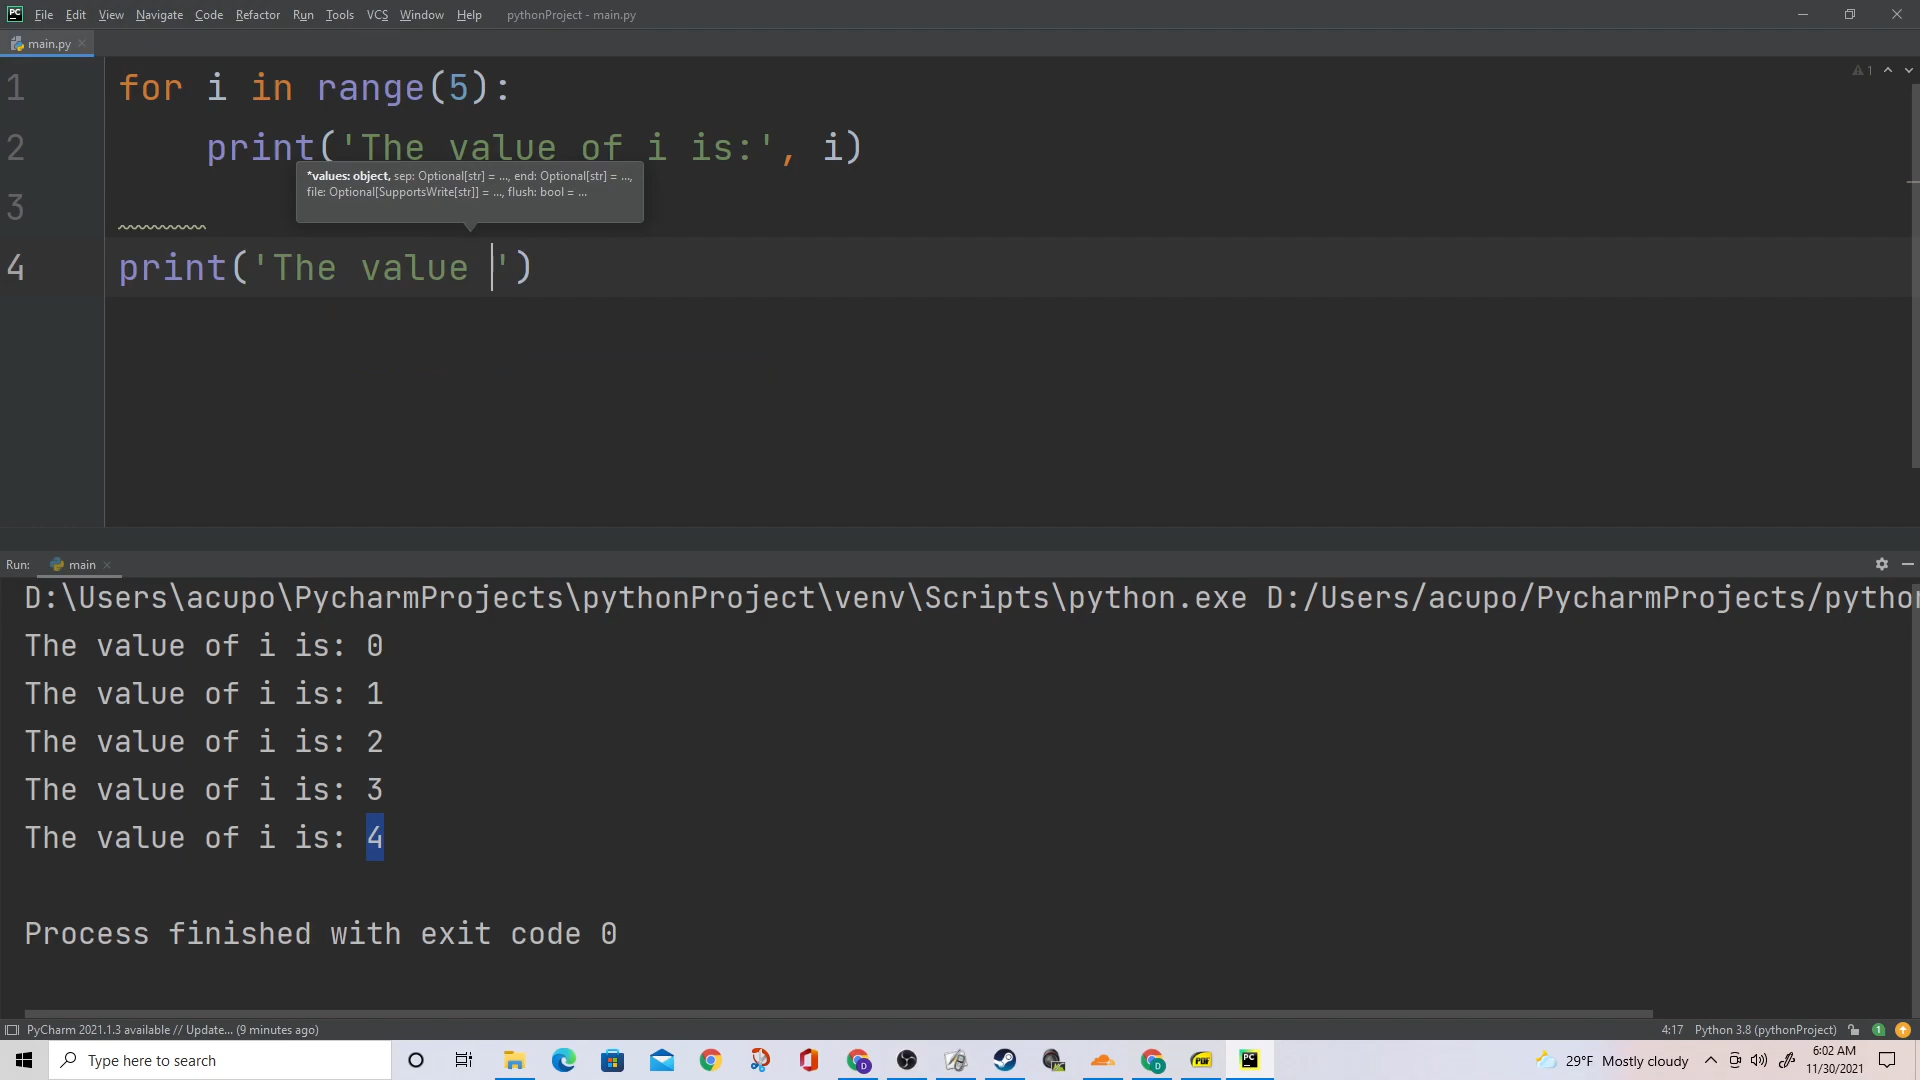 File Edit View Navigate Code Refactor Run Tools VCS Window Help pythonProject - main.py
main.py
1 for i in range(5):
1
2     print('The value of i is:', i)
*values: object, sep: Optional[str] = ..., end: Optional[str] = ...,
file: Optional[SupportsWrite[str]] = ..., flush: bool = ...
3
4 print('The value ')
Run: main
D:\Users\acupo\PycharmProjects\pythonProject\venv\Scripts\python.exe D:/Users/acupo/PycharmProjects/pytho
The value of i is: 0
The value of i is: 1
The value of i is: 2
The value of i is: 3
The value of i is: 4
Process finished with exit code 0
PyCharm 2021.1.3 available // Update... (9 minutes ago) 4:17 Python 3.8 (pythonProject) 1
Type here to search
29°F Mostly cloudy
6:02 AM
11/30/2021